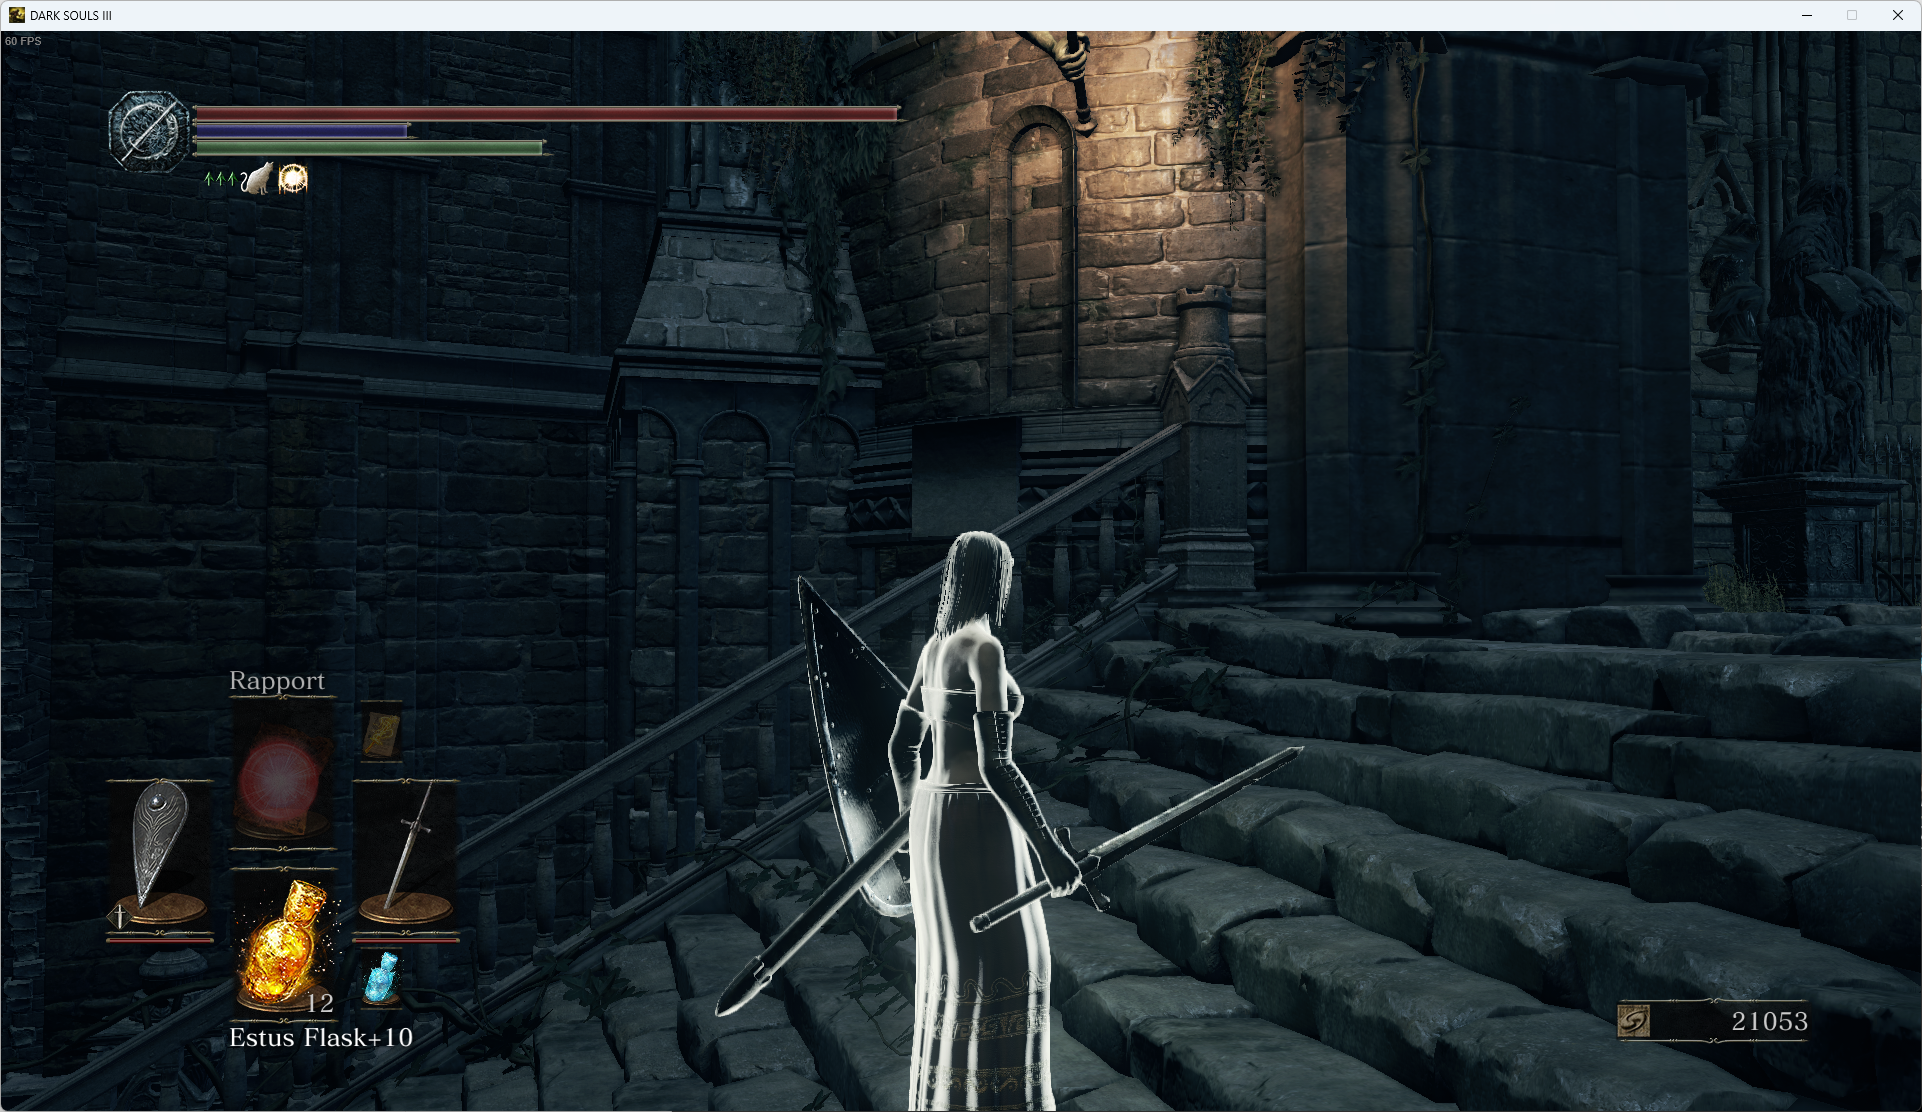 DARK SOULS III
60 FPS
Rapport
12
Estus Flask+10
21053